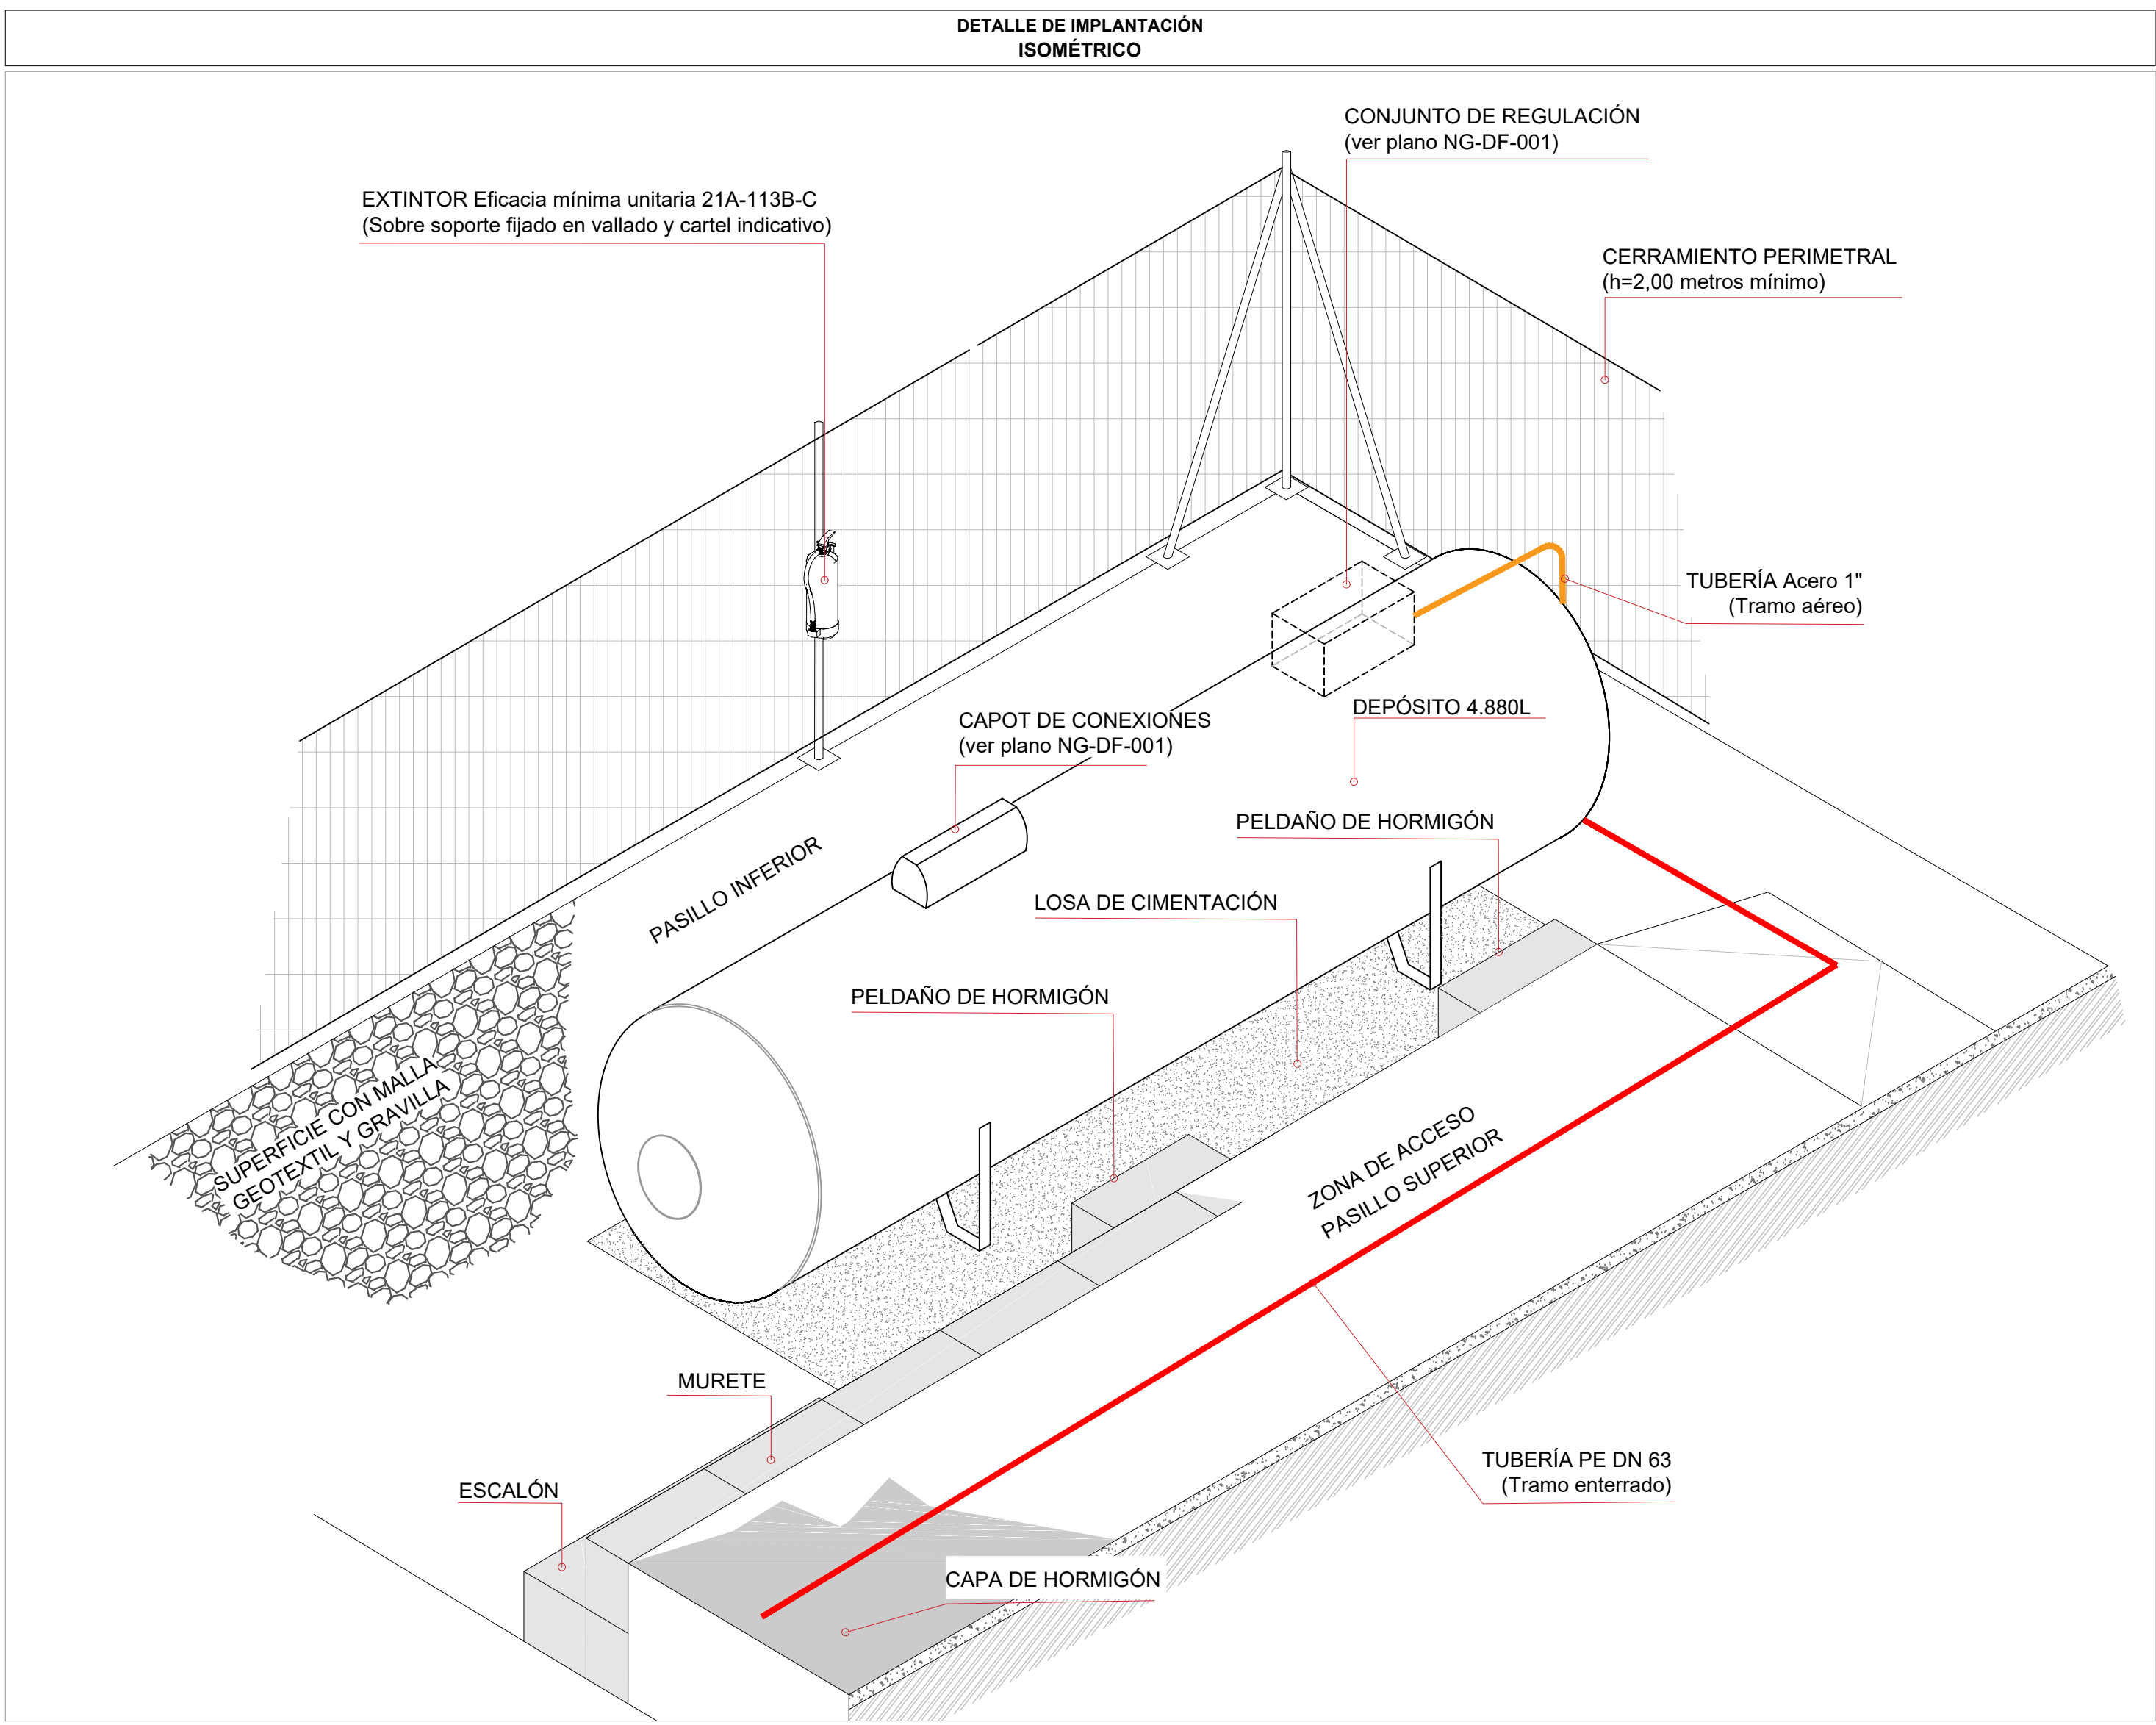 DETALLE DE IMPLANTACIÓN
ISOMÉTRICO
CONJUNTO DE REGULACIÓN
(ver plano NG-DF-001)
EXTINTOR Eficacia mínima unitaria 21A-113B-C
(Sobre soporte fijado en vallado y cartel indicativo)
CERRAMIENTO PERIMETRAL
(h=2,00 metros mínimo)
TUBERÍA Acero 1"
(Tramo aéreo)
CAPOT DE CONEXIONES
(ver plano NG-DF-001)
DEPÓSITO 4.880L
PELDAÑO DE HORMIGÓN
PASILLO INFERIOR
LOSA DE CIMENTACIÓN
PELDAÑO DE HORMIGÓN
SUPERFICIE CON MALLA
GEOTEXTIL Y GRAVILLA
ZONA DE ACCESO
PASILLO SUPERIOR
MURETE
TUBERÍA PE DN 63
(Tramo enterrado)
ESCALÓN
CAPA DE HORMIGÓN